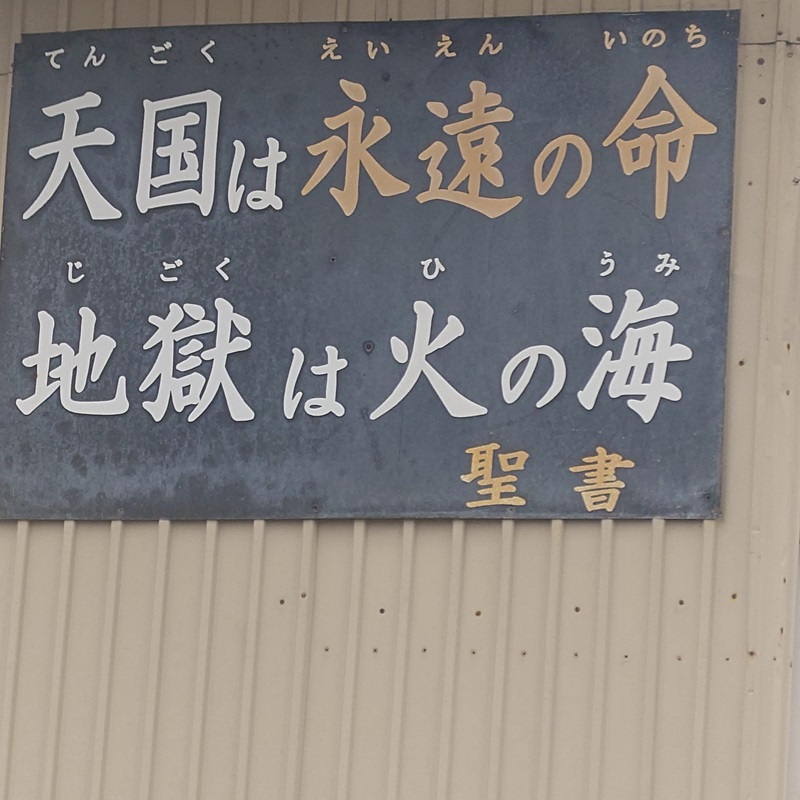 てんごく えいえん いのち
天国は永遠の命
じごく ひ うみ
地獄は火の海
聖書